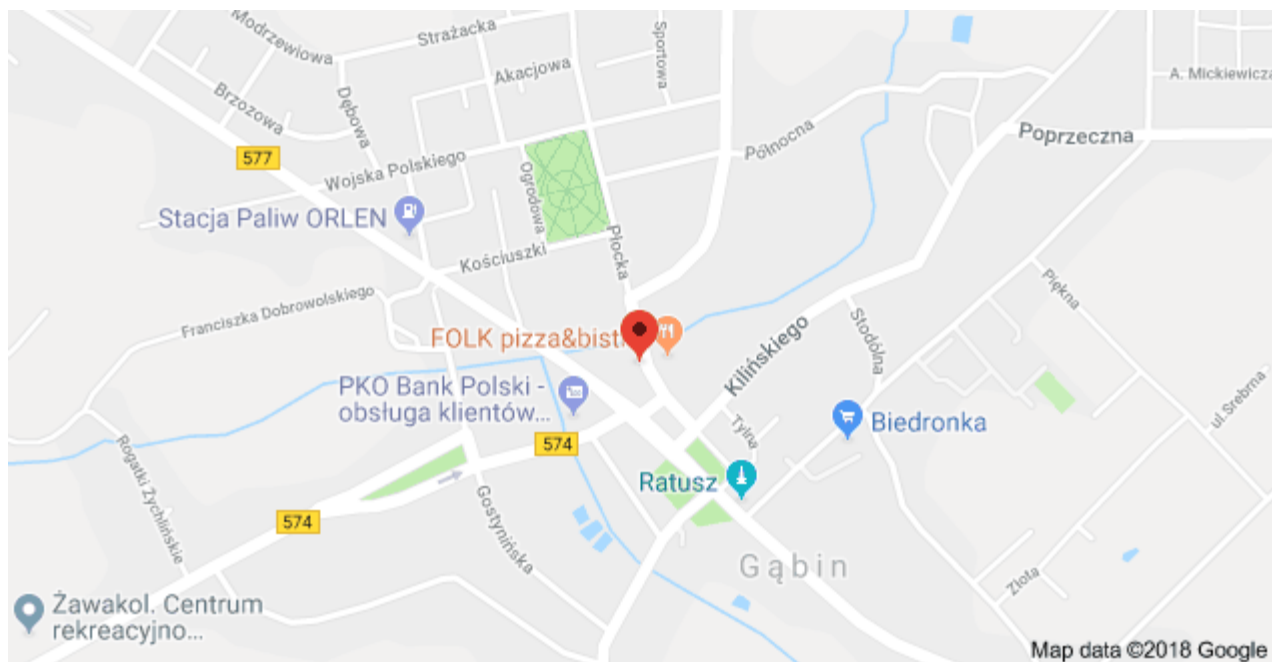 Modrzewiowa
Strażacka
Sportowa
Akacjowa
A. Mickiewicza
Brzozowa
Dębowa
Północna
Poprzeczna
577
Wojska Polskiego
Ogrodowa
Stacja Paliw ORLEN
Płocka
Kościuszki
Piękna
Franciszka Dobrowolskiego
Stodólna
FOLK pizza&bist
Kilińskiego
PKO Bank Polski -
obsługa klientów...
ul.Srebrna
Tylna
Biedronka
574
Rogatki Żychlińskie
Ratusz
Gostynińska
574
Gąbin
Złota
Żawakol. Centrum
rekreacyjno...
Map data ©2018 Google